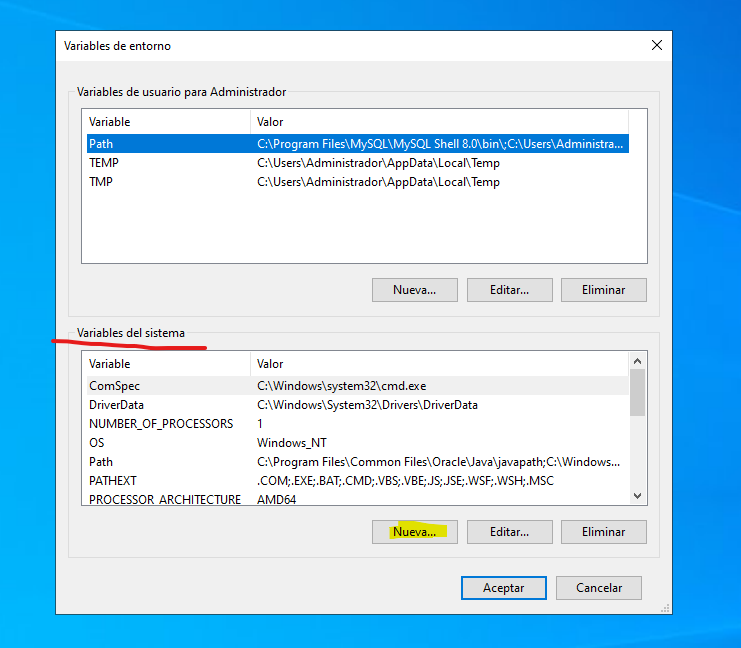 Variables de entorno
Variables de usuario para Administrador
Variable Valor
Path C:\Program Files\MySQL\MySQL Shell 8.0\bin\;C:\Users\Administra...
TEMP C:\Users\Administrador\AppData\Local\Temp
TMP C:\Users\Administrador\AppData\Local\Temp
Nueva... Editar... Eliminar
Variables del sistema
Variable Valor
ComSpec C:\Windows\system32\cmd.exe
DriverData C:\Windows\System32\Drivers\DriverData
NUMBER_OF_PROCESSORS 1
OS Windows_NT
Path C:\Program Files\Common Files\Oracle\Java\javapath;C:\Windows...
PATHEXT .COM;.EXE;.BAT;.CMD;.VBS;.VBE;.JS;.JSE;.WSF;.WSH;.MSC
PROCESSOR_ARCHITECTURE AMD64
Nueva... Editar... Eliminar
Aceptar Cancelar